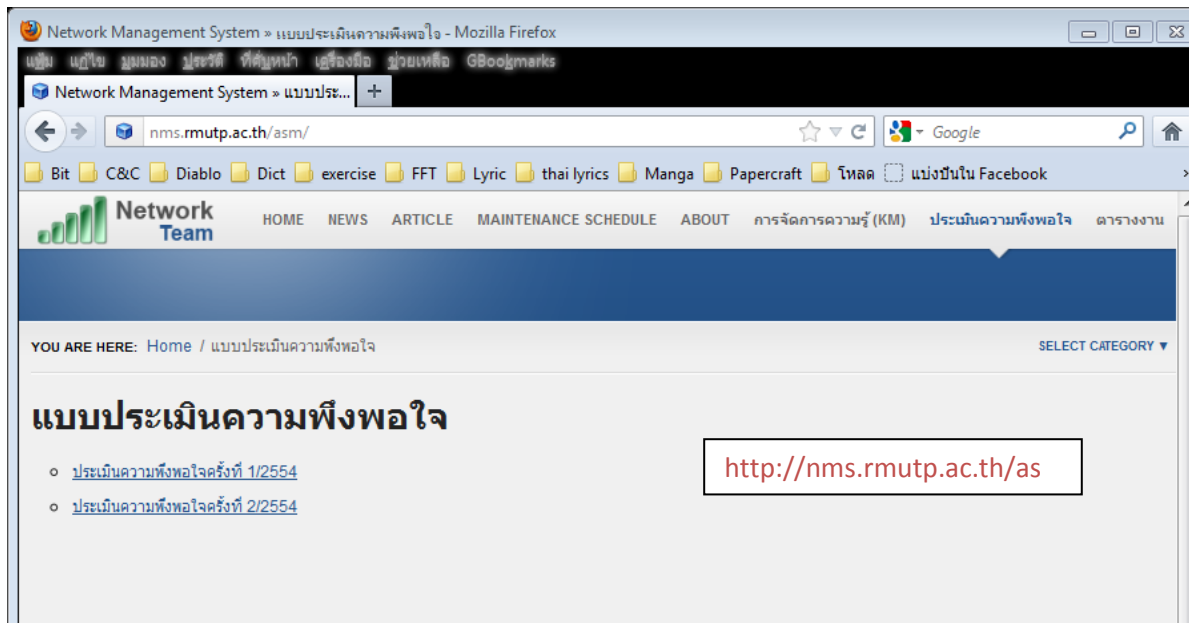 Network Management System » แบบประเมินความพึงพอใจ - Mozilla Firefox
แฟ้ม แก้ไข มุมมอง ประวัติ ที่คั่นหน้า เครื่องมือ ช่วยเหลือ GBookmarks
Network Management System » แบบประ... +
nms.rmutp.ac.th/asm/ Google
Bit C&C Diablo Dict exercise FFT Lyric thai lyrics Manga Papercraft โหลด แบ่งปันใน Facebook »
Network Team HOME NEWS ARTICLE MAINTENANCE SCHEDULE ABOUT การจัดการความรู้ (KM) ประเมินความพึงพอใจ ตารางงาน
YOU ARE HERE: Home / แบบประเมินความพึงพอใจ SELECT CATEGORY ▼
แบบประเมินความพึงพอใจ
ประเมินความพึงพอใจครั้งที่ 1/2554
ประเมินความพึงพอใจครั้งที่ 2/2554
http://nms.rmutp.ac.th/as